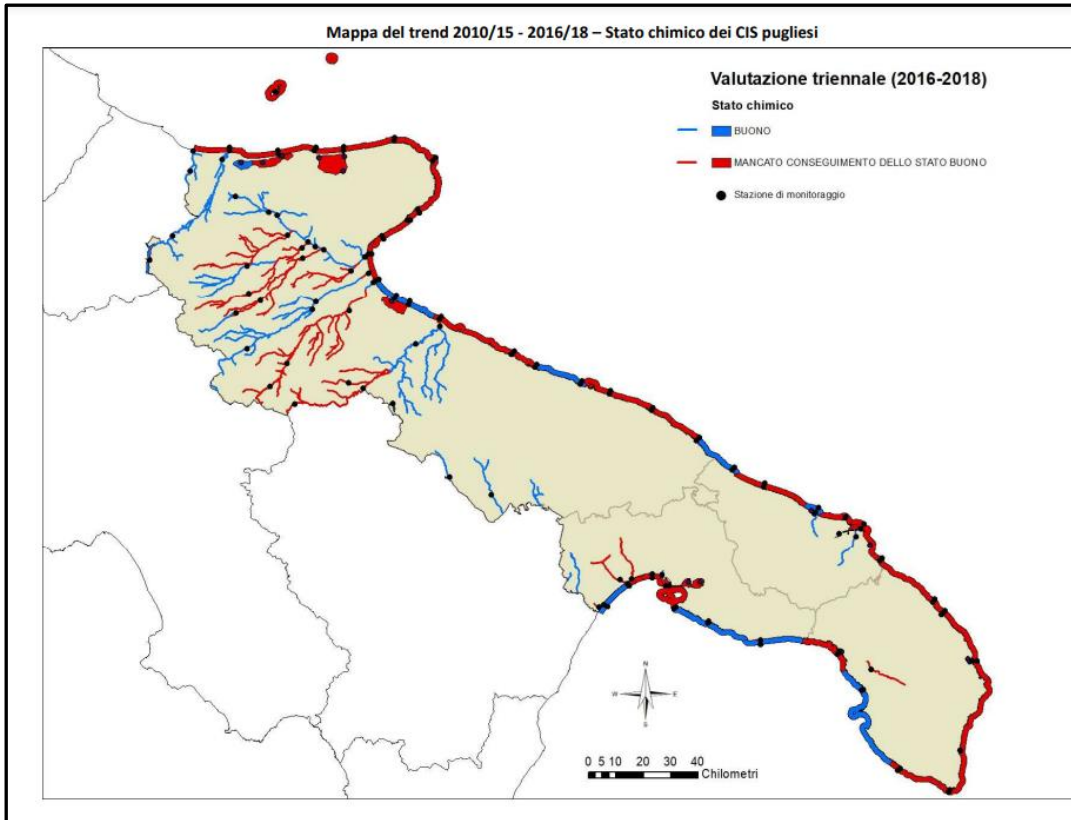 Mappa del trend 2010/15 - 2016/18 – Stato chimico dei CIS pugliesi
Valutazione triennale (2016-2018)
Stato chimico
BUONO
MANCATO CONSEGUIMENTO DELLO STATO BUONO
Stazione di monitoraggio
N
W E
S
0 5 10 20 30 40
Chilometri